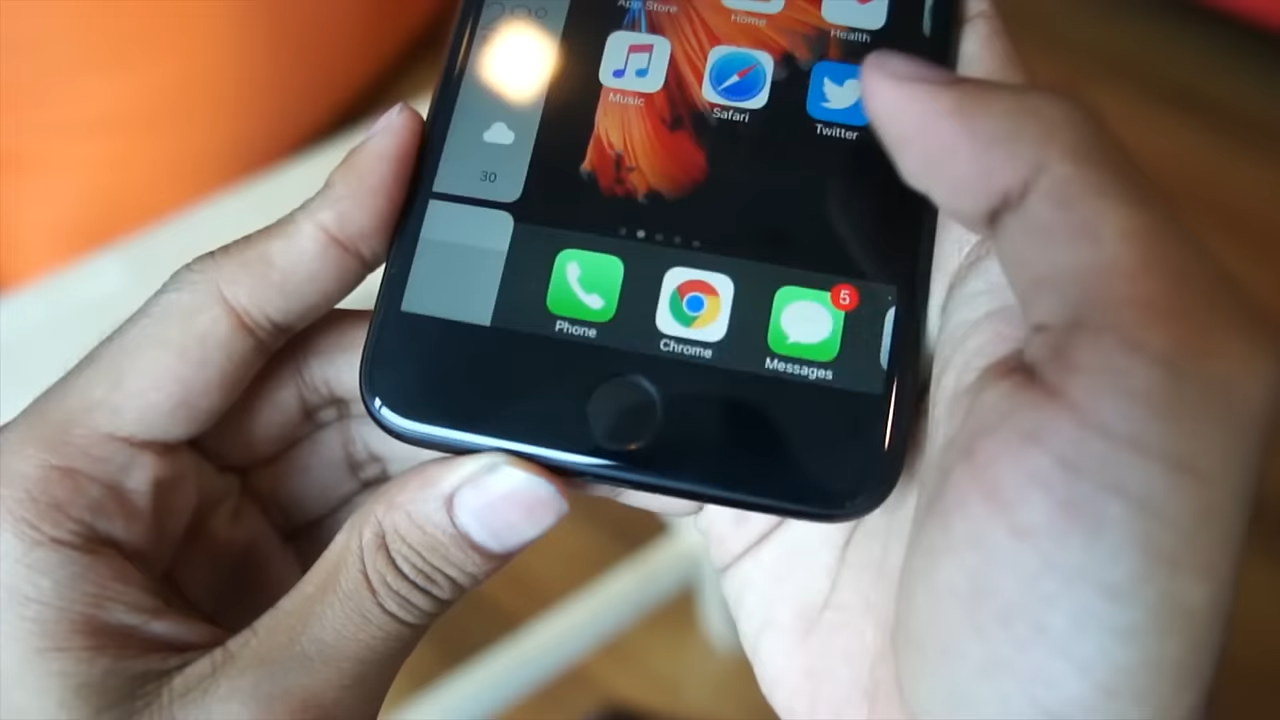 App Store
Home
Health
Music
Safari
Twitter
30
5
Phone
Chrome
Messages